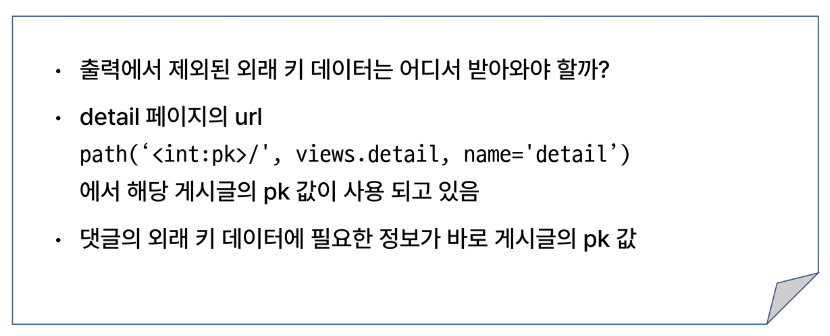 • 출력에서 제외된 외래 키 데이터는 어디서 받아와야 할까?
• detail 페이지의 url
path(‘<int:pk>/', views.detail, name='detail’)
에서 해당 게시글의 pk 값이 사용 되고 있음
• 댓글의 외래 키 데이터에 필요한 정보가 바로 게시글의 pk 값